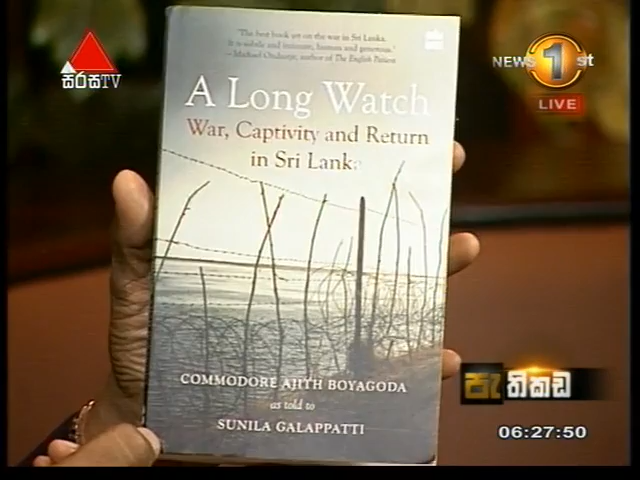 සිරසTV
NEWS 1st
LIVE
'The best book yet on the war in Sri Lanka.
It is subtle and intimate, human and generous.'
—Michael Ondaatje, author of The English Patient
A Long Watch
War, Captivity and Return
in Sri Lanka
COMMODORE AJITH BOYAGODA
as told to
SUNILA GALAPPATTI
පැතිකඩ
06:27:50